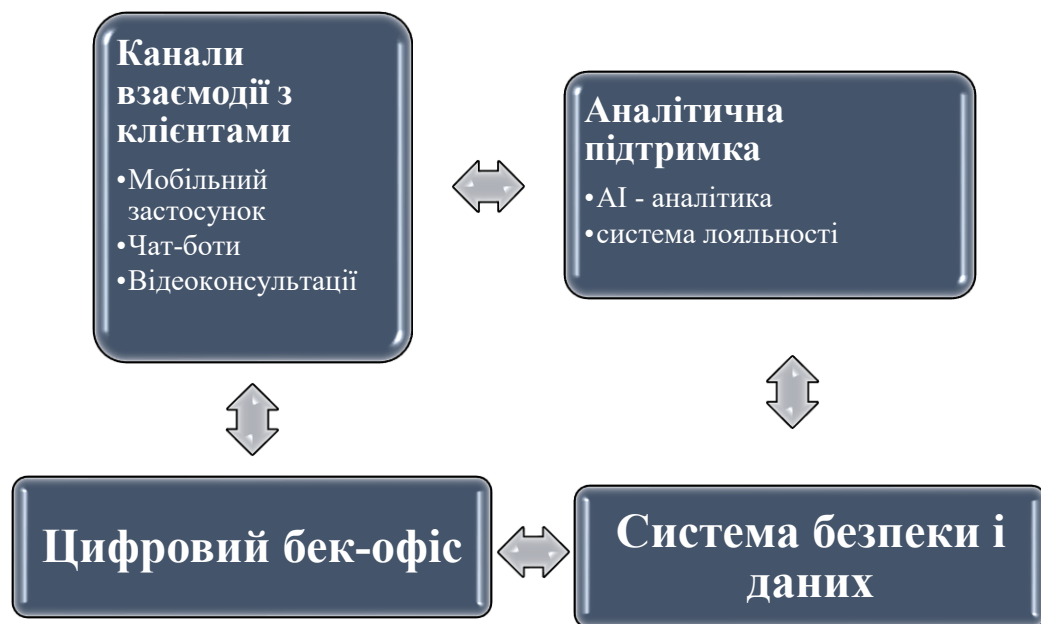 Канали
взаємодії з
клієнтами
•Мобільний
застосунок
•Чат-боти
•Відеоконсультації
Аналітична
підтримка
•AI - аналітика
•система лояльності
Цифровий бек-офіс
Система безпеки і
даних